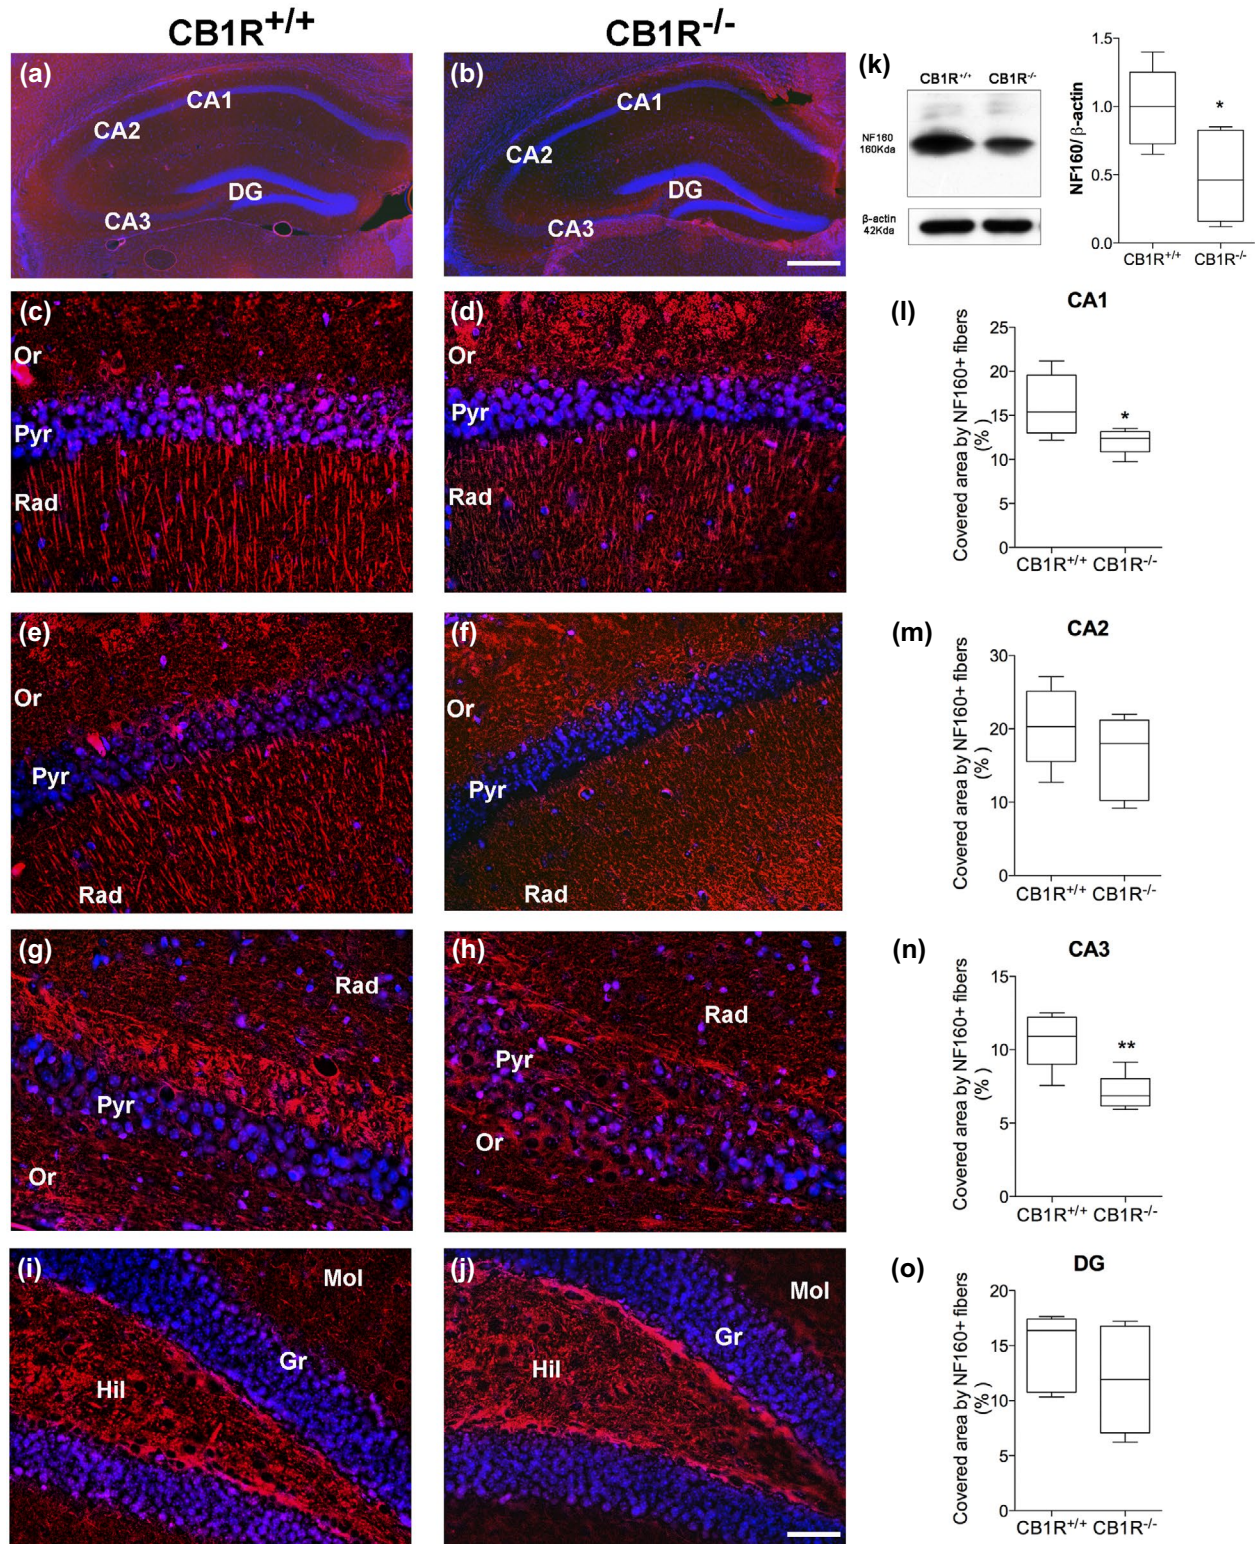 CB1R+/+
CB1R-/-
(a)
CA1
CA2
DG
CA3
(b)
CA1
CA2
DG
CA3
(k)
CB1R+/+ CB1R-/-
NF160
160Kda
β-actin
42Kda
NF160/β-actin
1.5
1.0
0.5
0.0
*
CB1R+/+ CB1R-/-
(c)
Or
Pyr
Rad
(d)
Or
Pyr
Rad
(l)
CA1
Covered area by NF160+ fibers
(%)
25
20
15
10
5
0
*
CB1R+/+ CB1R-/-
(e)
Or
Pyr
Rad
(f)
Or
Pyr
Rad
(m)
CA2
Covered area by NF160+ fibers
(%)
30
20
10
0
CB1R+/+ CB1R-/-
(g)
Rad
Pyr
Or
(h)
Rad
Pyr
Or
(n)
CA3
Covered area by NF160+ fibers
(%)
15
10
5
0
**
CB1R+/+ CB1R-/-
(i)
Mol
Gr
Hil
(j)
Mol
Gr
Hil
(o)
DG
Covered area by NF160+ fibers
(%)
20
15
10
5
0
CB1R+/+ CB1R-/-